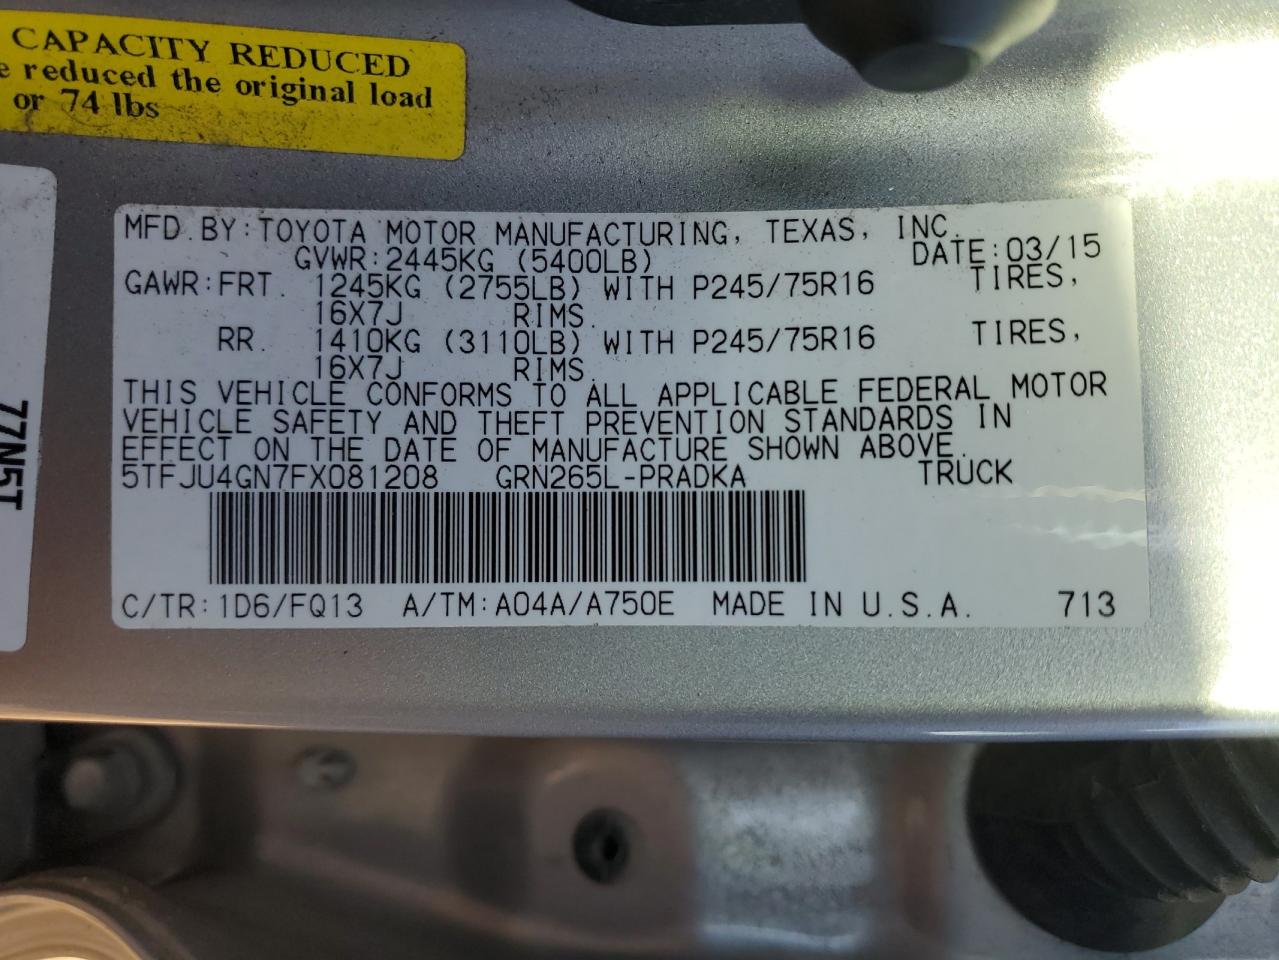 CAPACITY REDUCED
e reduced the original load
or 74 lbs
77N5T
MFD. BY: TOYOTA MOTOR MANUFACTURING, TEXAS, INC.
GVWR: 2445KG (5400LB) DATE: 03/15
GAWR: FRT. 1245KG (2755LB) WITH P245/75R16 TIRES,
16X7J RIMS.
RR. 1410KG (3110LB) WITH P245/75R16 TIRES,
16X7J RIMS.
THIS VEHICLE CONFORMS TO ALL APPLICABLE FEDERAL MOTOR
VEHICLE SAFETY AND THEFT PREVENTION STANDARDS IN
EFFECT ON THE DATE OF MANUFACTURE SHOWN ABOVE.
5TFJU4GN7FX081208 GRN265L-PRADKA TRUCK
C/TR: 1D6/FQ13 A/TM: A04A/A750E MADE IN U.S.A. 713